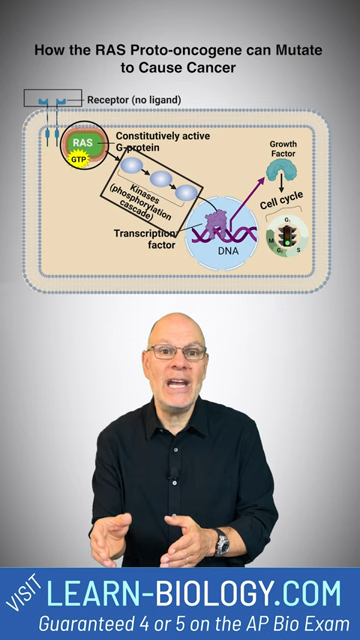 How the RAS Proto-oncogene can Mutate
to Cause Cancer
Receptor (no ligand)
Constitutively active
G-protein
RAS
GTP
Kinases
(phosphorylation
cascade)
Transcription
factor
DNA
Growth
Factor
Cell cycle
G₁
M
S
G₂
VISIT
LEARN-BIOLOGY.COM
Guaranteed 4 or 5 on the AP Bio Exam